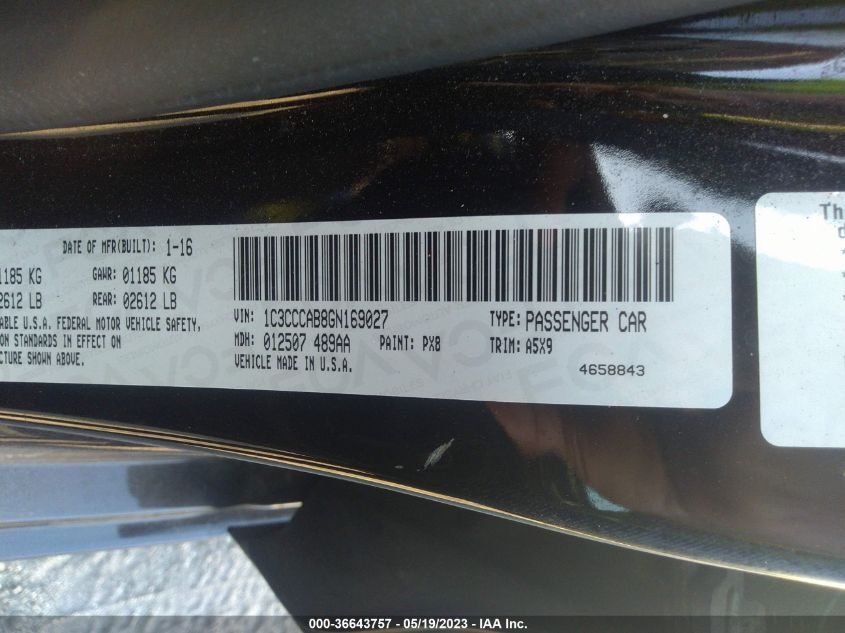 DATE OF MFR(BUILT): 1-16
1185 KG GAWR: 01185 KG
2612 LB REAR: 02612 LB
ABLE U.S.A. FEDERAL MOTOR VEHICLE SAFETY,
ON STANDARDS IN EFFECT ON
CTURE SHOWN ABOVE.
VIN: 1C3CCCAB8GN169027 TYPE: PASSENGER CAR
MDH: 012507 489AA PAINT: PX8 TRIM: A5X9
VEHICLE MADE IN U.S.A. 4658843
Th
d
*
*
000-36643757 — 05/19/2023 — IAA Inc.